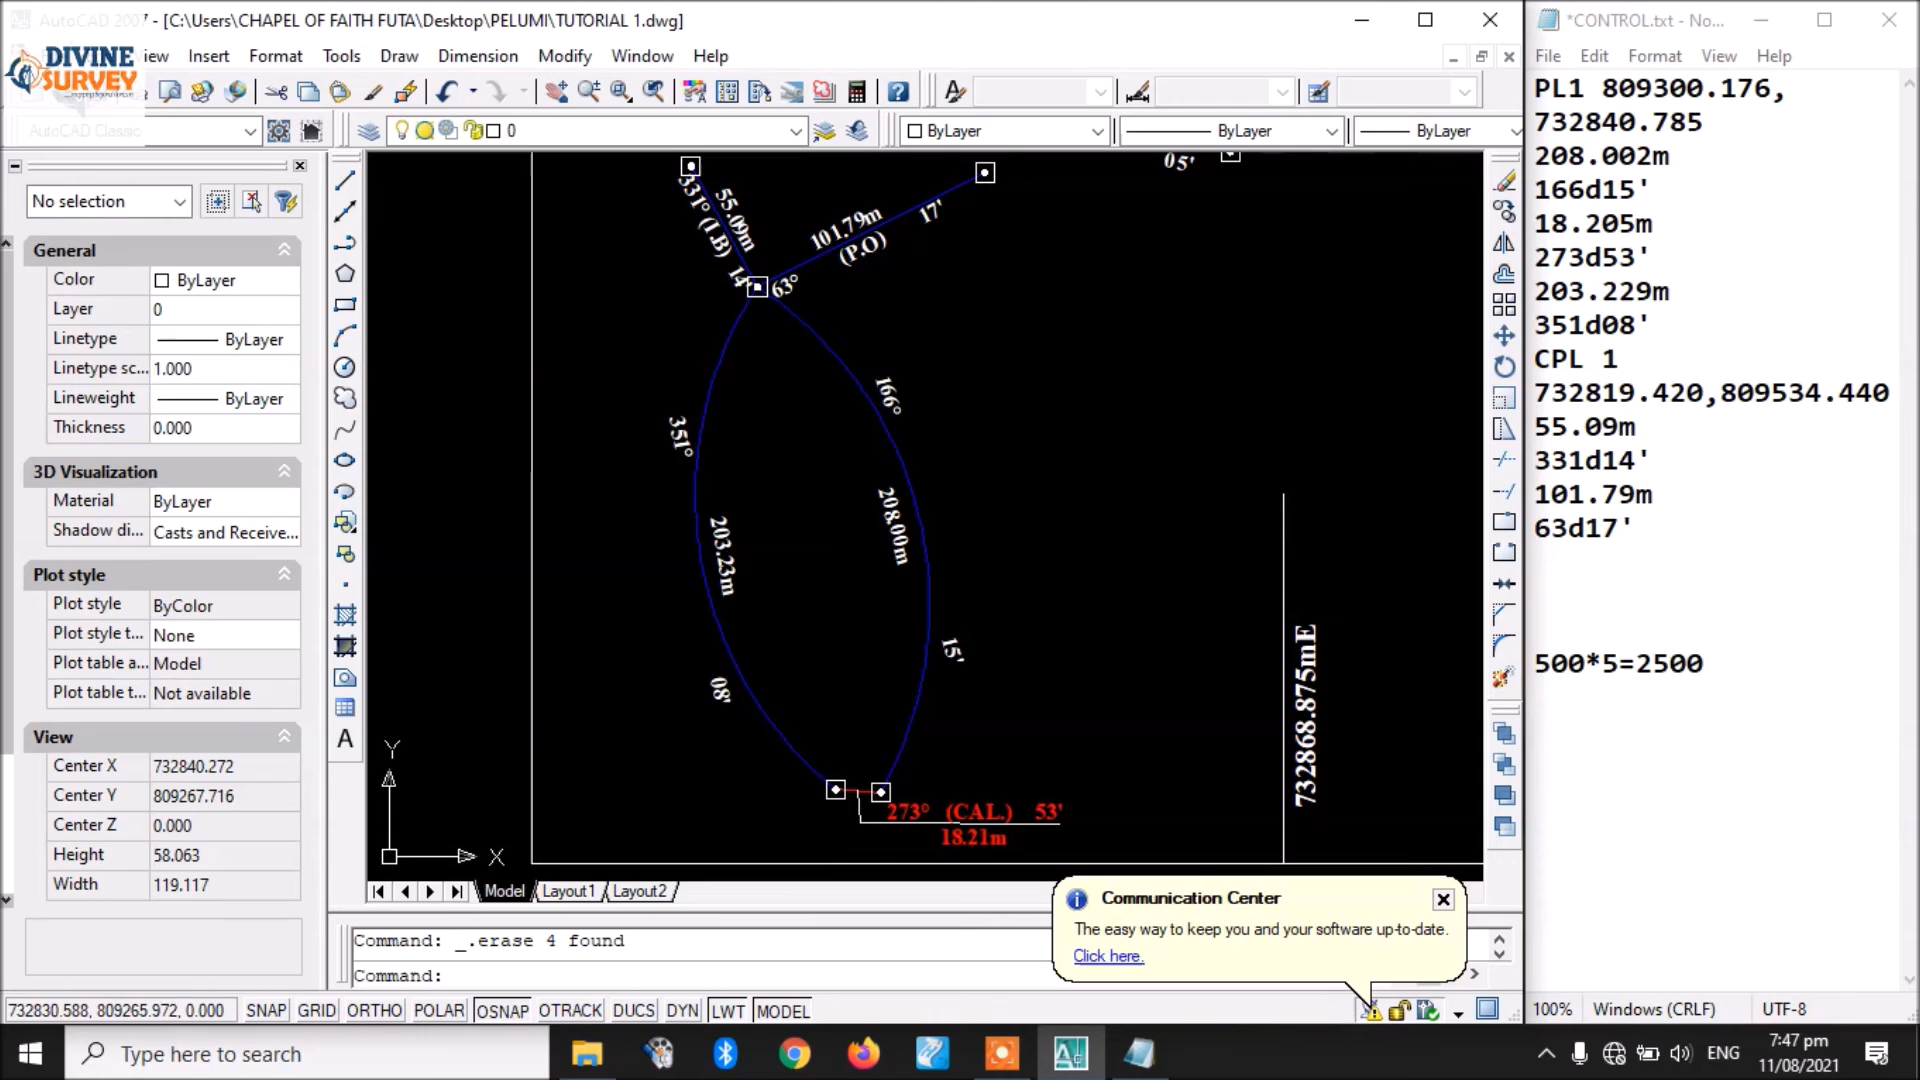 AutoCAD 2007 - [C:\Users\CHAPEL OF FAITH FUTA\Desktop\PELUMI\TUTORIAL 1.dwg]
DIVINE
SURVEY
iew Insert Format Tools Draw Dimension Modify Window Help
AutoCAD Classic
0
ByLayer
ByLayer
ByLayer
No selection
General
Color ByLayer
Layer 0
Linetype ByLayer
Linetype sc... 1.000
Lineweight ByLayer
Thickness 0.000
3D Visualization
Material ByLayer
Shadow di... Casts and Receive...
Plot style
Plot style ByColor
Plot style t... None
Plot table a... Model
Plot table t... Not available
View
Center X 732840.272
Center Y 809267.716
Center Z 0.000
Height 58.063
Width 119.117
A
331° (I.B) 14'
55.09m
101.79m
(P.O)
17'
05'
63°
166°
351°
208.00m
203.23m
15'
08'
732868.875mE
273° (CAL.) 53'
18.21m
Y
X
Model Layout1 Layout2
Command: _.erase 4 found
Command:
Communication Center
The easy way to keep you and your software up-to-date.
Click here.
732830.588, 809265.972, 0.000 SNAP GRID ORTHO POLAR OSNAP OTRACK DUCS DYN LWT MODEL
*CONTROL.txt - No...
File Edit Format View Help
PL1 809300.176,
732840.785
208.002m
166d15'
18.205m
273d53'
203.229m
351d08'
CPL 1
732819.420,809534.440
55.09m
331d14'
101.79m
63d17'
500*5=2500
100% Windows (CRLF) UTF-8
Type here to search
ENG
7:47 pm
11/08/2021